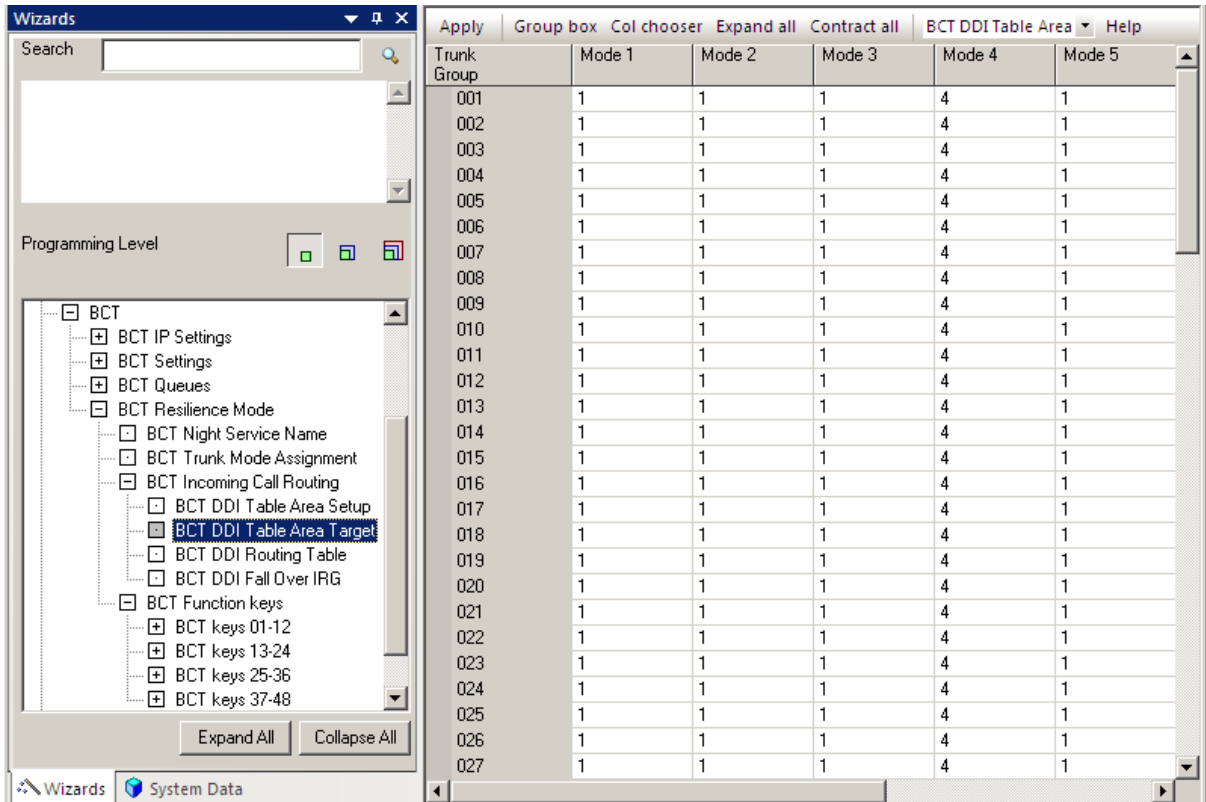 Wizards
Search
Programming Level
BCT
BCT IP Settings
BCT Settings
BCT Queues
BCT Resilience Mode
BCT Night Service Name
BCT Trunk Mode Assignment
BCT Incoming Call Routing
BCT DDI Table Area Setup
BCT DDI Table Area Target
BCT DDI Routing Table
BCT DDI Fall Over IRG
BCT Function keys
BCT keys 01-12
BCT keys 13-24
BCT keys 25-36
BCT keys 37-48
Expand All Collapse All
Wizards System Data
Apply Group box Col chooser Expand all Contract all BCT DDI Table Area Help
Trunk Group Mode 1 Mode 2 Mode 3 Mode 4 Mode 5
001 1 1 1 4 1
002 1 1 1 4 1
003 1 1 1 4 1
004 1 1 1 4 1
005 1 1 1 4 1
006 1 1 1 4 1
007 1 1 1 4 1
008 1 1 1 4 1
009 1 1 1 4 1
010 1 1 1 4 1
011 1 1 1 4 1
012 1 1 1 4 1
013 1 1 1 4 1
014 1 1 1 4 1
015 1 1 1 4 1
016 1 1 1 4 1
017 1 1 1 4 1
018 1 1 1 4 1
019 1 1 1 4 1
020 1 1 1 4 1
021 1 1 1 4 1
022 1 1 1 4 1
023 1 1 1 4 1
024 1 1 1 4 1
025 1 1 1 4 1
026 1 1 1 4 1
027 1 1 1 4 1